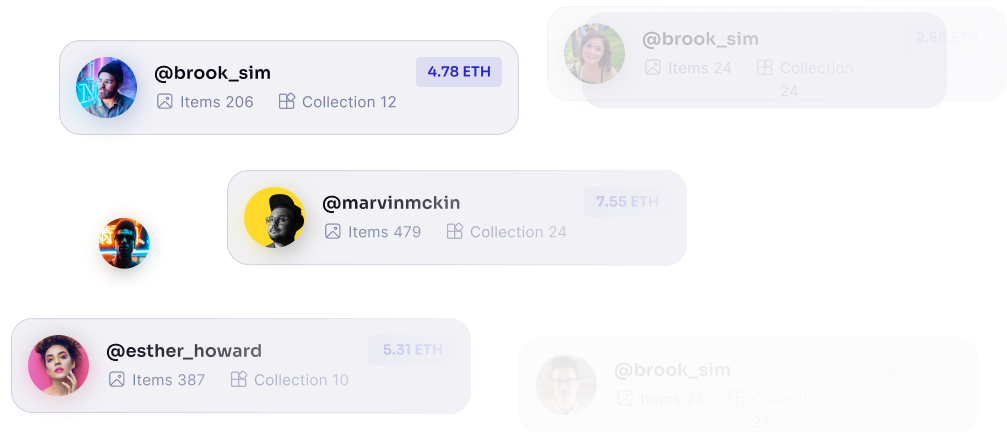 @brook_sim
4.78 ETH
Items 206
Collection 12
@brook_sim
2.55 ETH
Items 24
Collection
24
@marvinmckin
7.55 ETH
Items 479
Collection 24
@esther_howard
5.31 ETH
Items 387
Collection 10
@brook_sim
Items 24
Collection
24